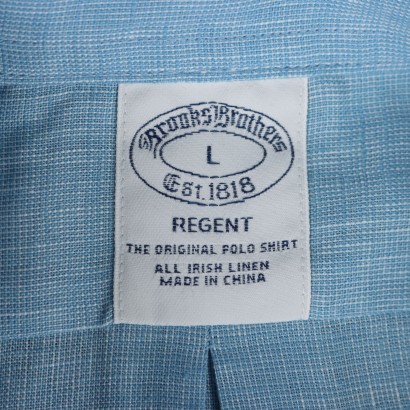 Brooks Brothers
L
Est. 1818
REGENT
THE ORIGINAL POLO SHIRT
ALL IRISH LINEN
MADE IN CHINA